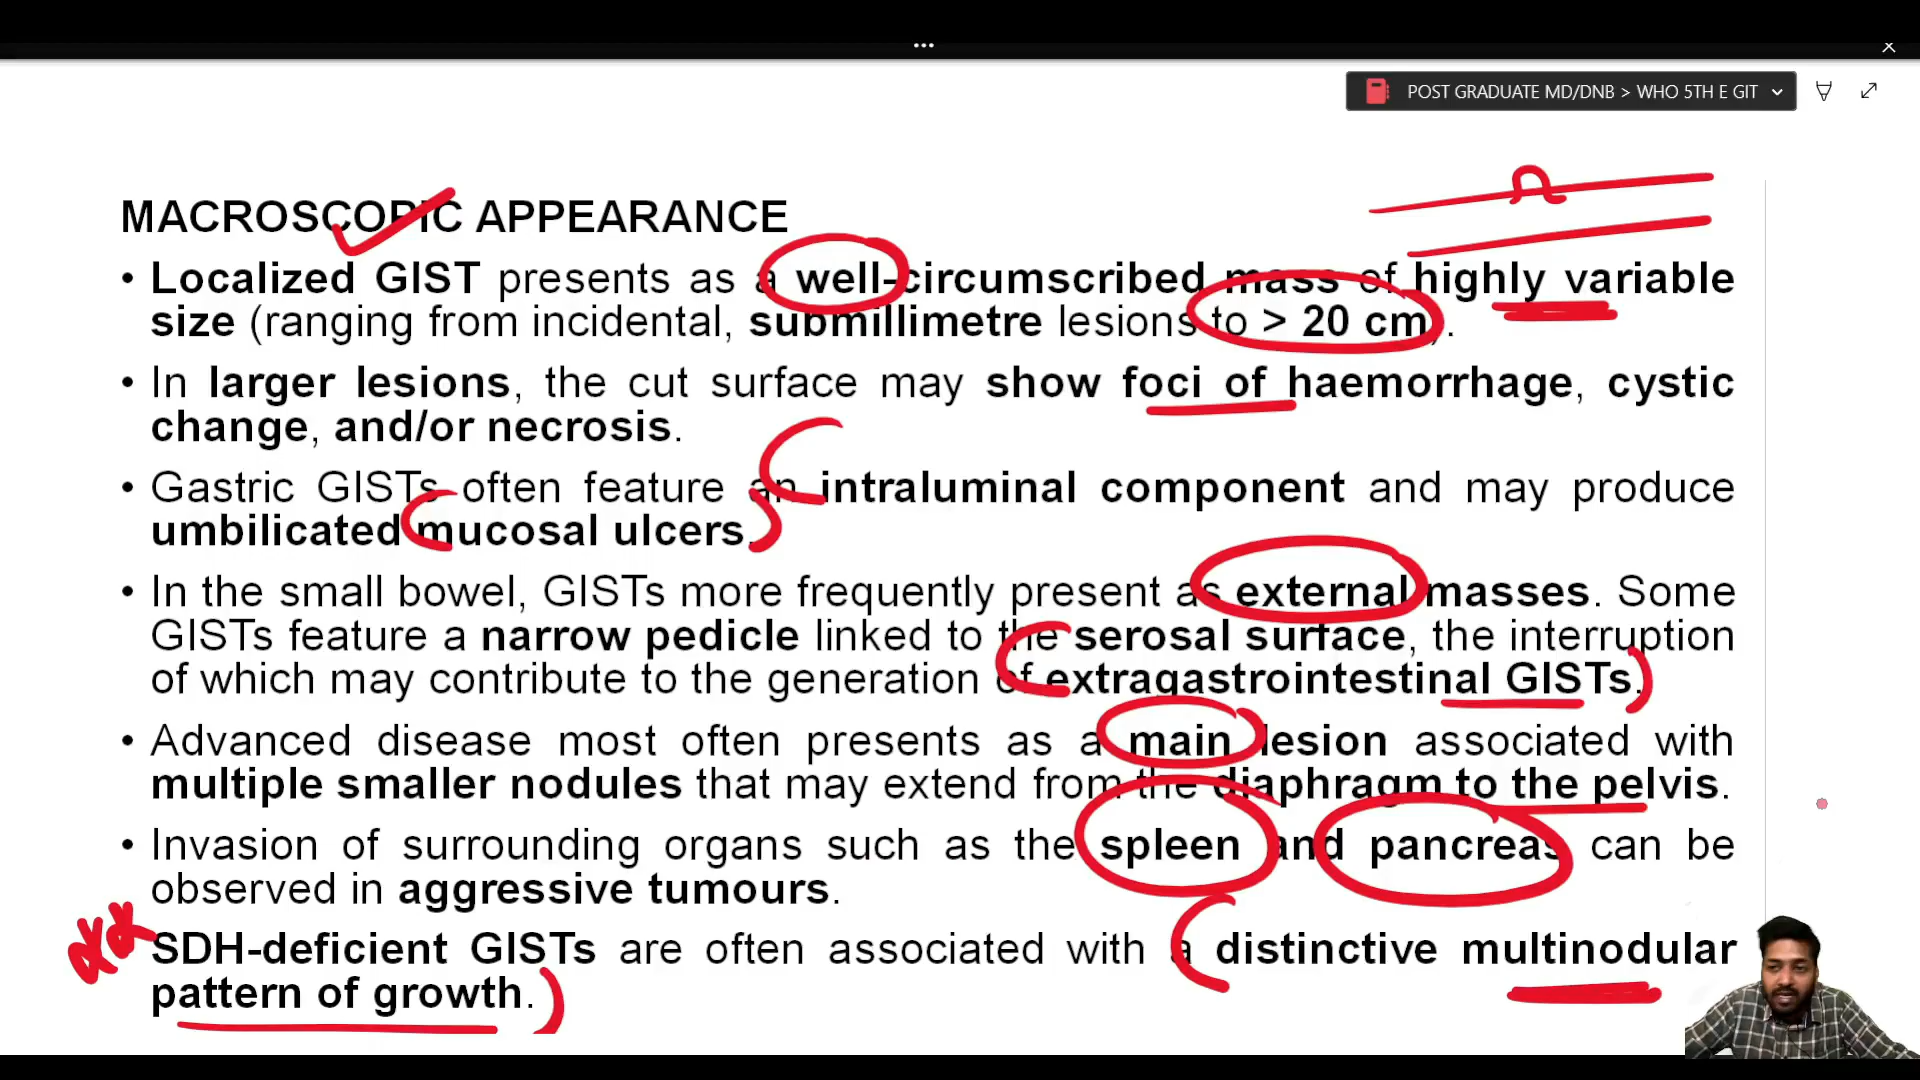 ...
POST GRADUATE MD/DNB > WHO 5TH E GIT
MACROSCOPIC APPEARANCE
• Localized GIST presents as a well-circumscribed mass of highly variable
size (ranging from incidental, submillimetre lesions to > 20 cm).
• In larger lesions, the cut surface may show foci of haemorrhage, cystic
change, and/or necrosis.
• Gastric GISTs often feature an intraluminal component and may produce
umbilicated mucosal ulcers.
• In the small bowel, GISTs more frequently present as external masses. Some
GISTs feature a narrow pedicle linked to the serosal surface, the interruption
of which may contribute to the generation of extragastrointestinal GISTs.
• Advanced disease most often presents as a main lesion associated with
multiple smaller nodules that may extend from the diaphragm to the pelvis.
• Invasion of surrounding organs such as the spleen and pancreas can be
observed in aggressive tumours.
SDH-deficient GISTs are often associated with a distinctive multinodular
pattern of growth.